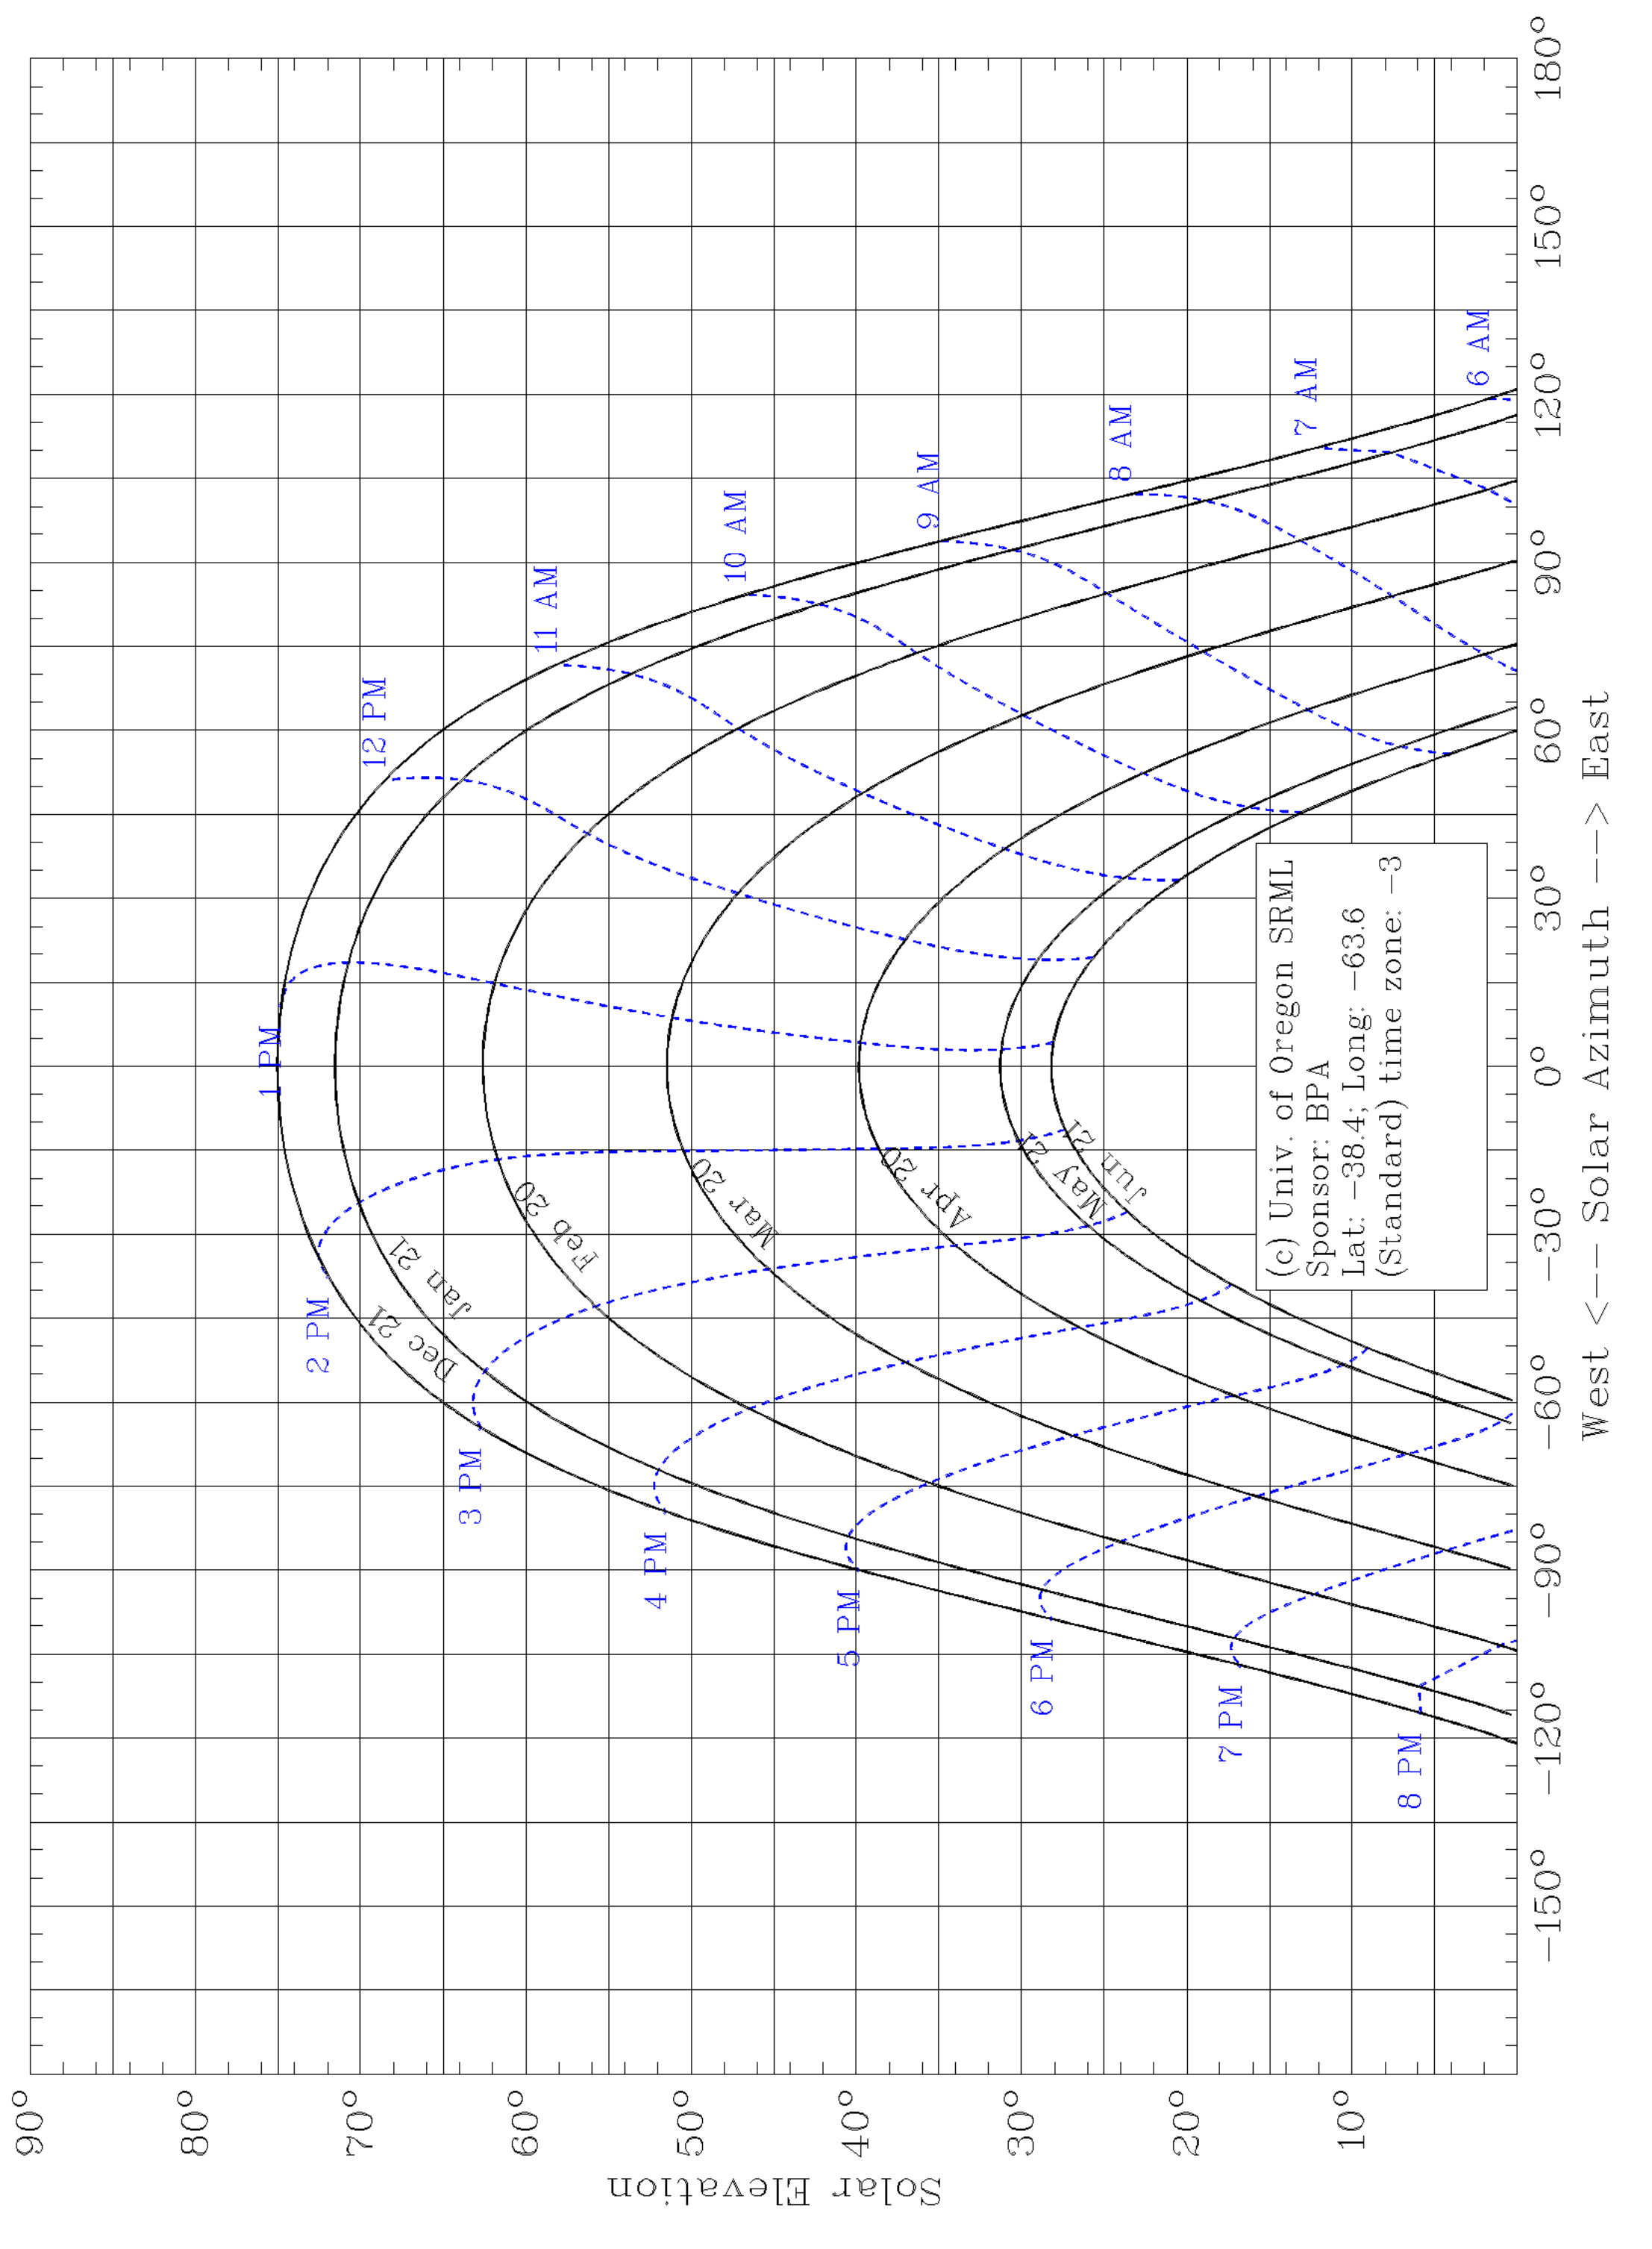 90°
80°
70°
60°
50°
40°
30°
20°
10°
Solar Elevation
1 PM
12 PM
11 AM
10 AM
9 AM
8 AM
7 AM
6 AM
2 PM
3 PM
4 PM
5 PM
6 PM
7 PM
8 PM
Dec 21
Jan 21
Feb 20
Mar 20
Apr 20
May 21
Jun 21
(c) Univ. of Oregon SRML
Sponsor: BPA
Lat: −38.4; Long: −63.6
(Standard) time zone: −3
−150°
−120°
−90°
−60°
−30°
0°
30°
60°
90°
120°
150°
180°
West <−− Solar Azimuth −−> East